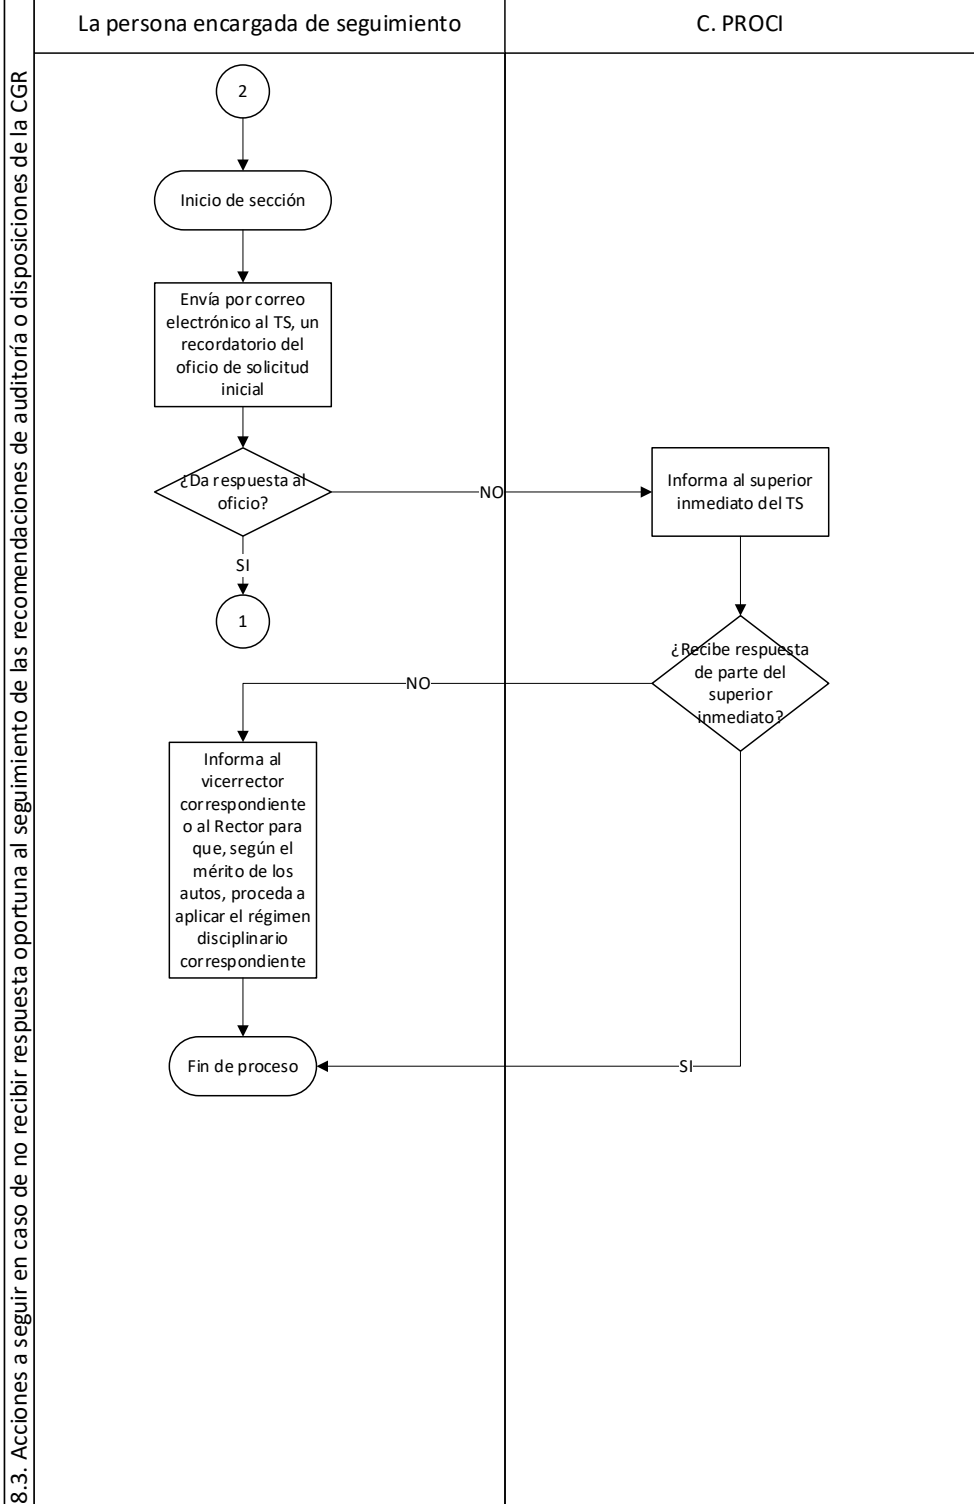 8.3. Acciones a seguir en caso de no recibir respuesta oportuna al seguimiento de las recomendaciones de auditoría o disposiciones de la CGR
La persona encargada de seguimiento
C. PROCI
2
Inicio de sección
Envía por correo
electrónico al TS, un
recordatorio del
oficio de solicitud
inicial
¿Da respuesta al
oficio?
NO
Informa al superior
inmediato del TS
SI
1
¿Recibe respuesta
de parte del
superior
inmediato?
NO
Informa al
vicerrector
correspondiente
o al Rector para
que, según el
mérito de los
autos, proceda a
aplicar el régimen
disciplinario
correspondiente
Fin de proceso
SI